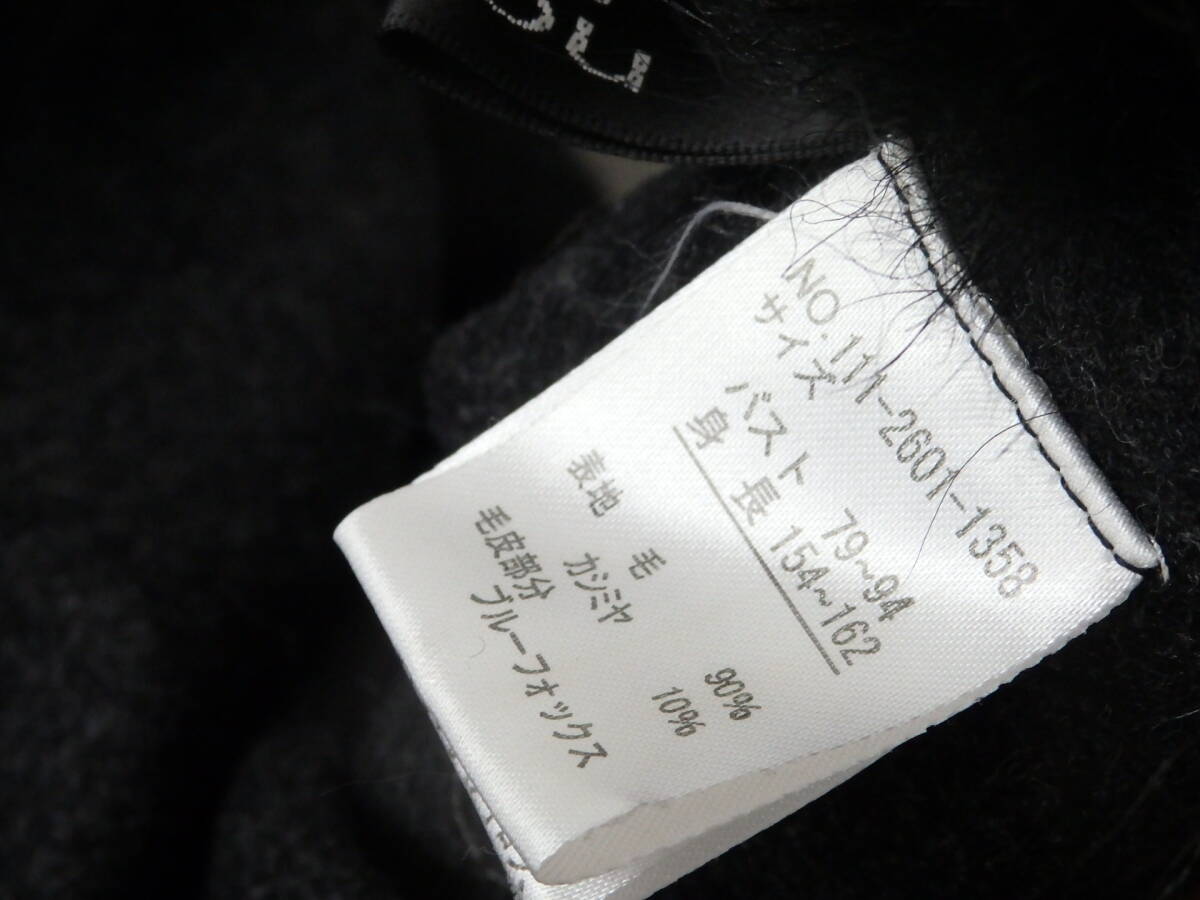 NO.111-2601-1358
サイズ
バスト 79~94
身長 154~162
表地 毛 90%
カシミヤ 10%
毛皮部分
ブルーフォックス